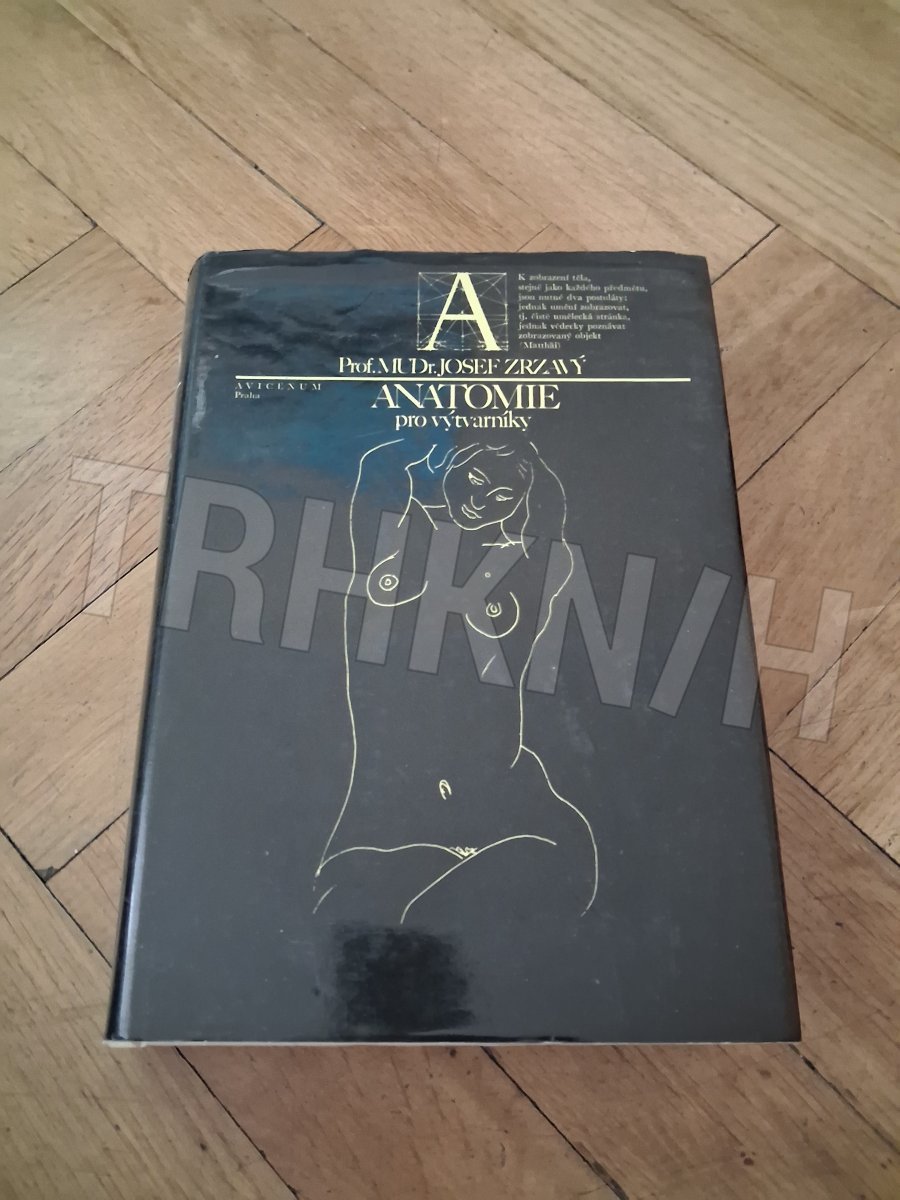 A
K zobrazení těla,
stejně jako každého předmětu,
jsou nutné dva postuláty:
jednak umění zobrazovat,
tj. čistě umělecká stránka,
jednak vědecky poznávat
zobrazovaný objekt
(Matthäi)
Prof. MUDr. JOSEF ZRZAVÝ
AVICENUM
Praha
ANATOMIE
pro výtvarníky
TRHKNIH